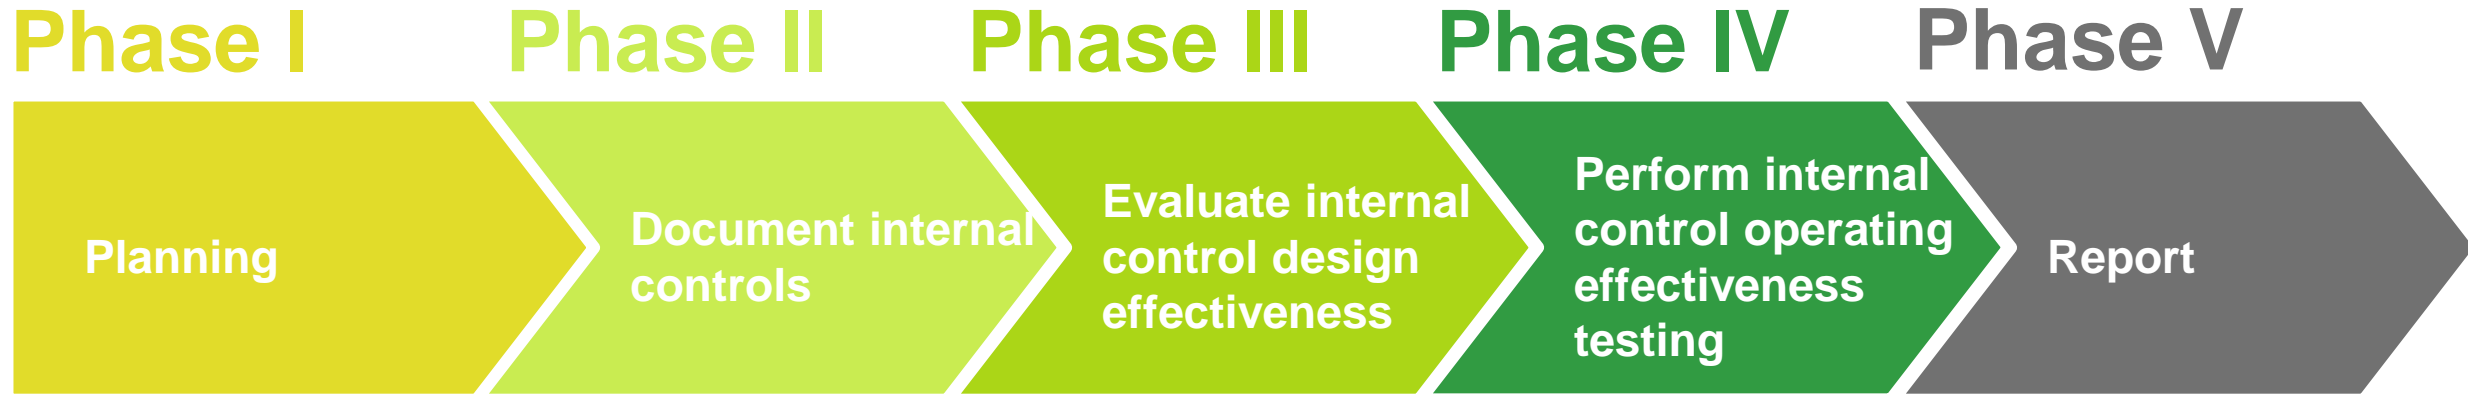 Phase I
Phase II
Phase III
Phase IV
Phase V
Planning
Document internal
controls
Evaluate internal
control design
effectiveness
Perform internal
control operating
effectiveness
testing
Report